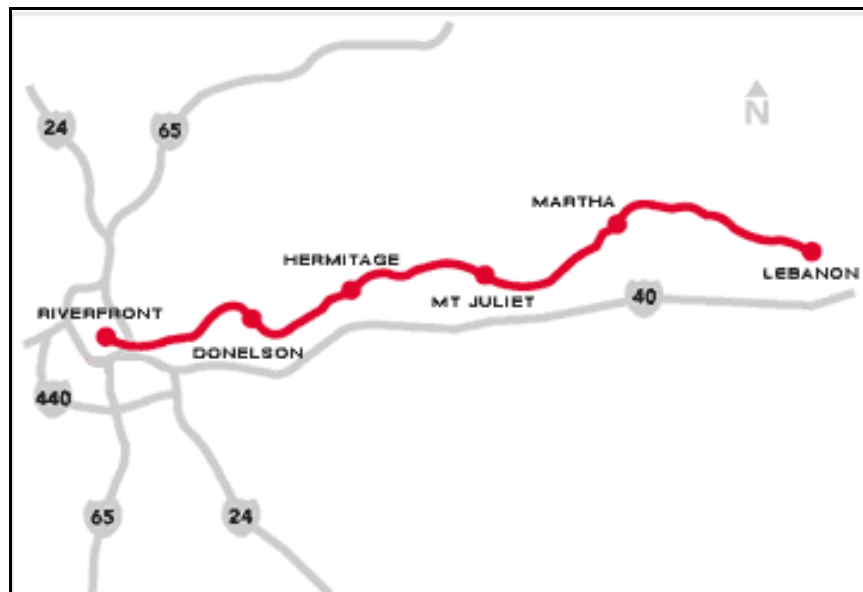 24
65
N
MARTHA
HERMITAGE
LEBANON
MT JULIET
40
RIVERFRONT
DONELSON
440
65
24